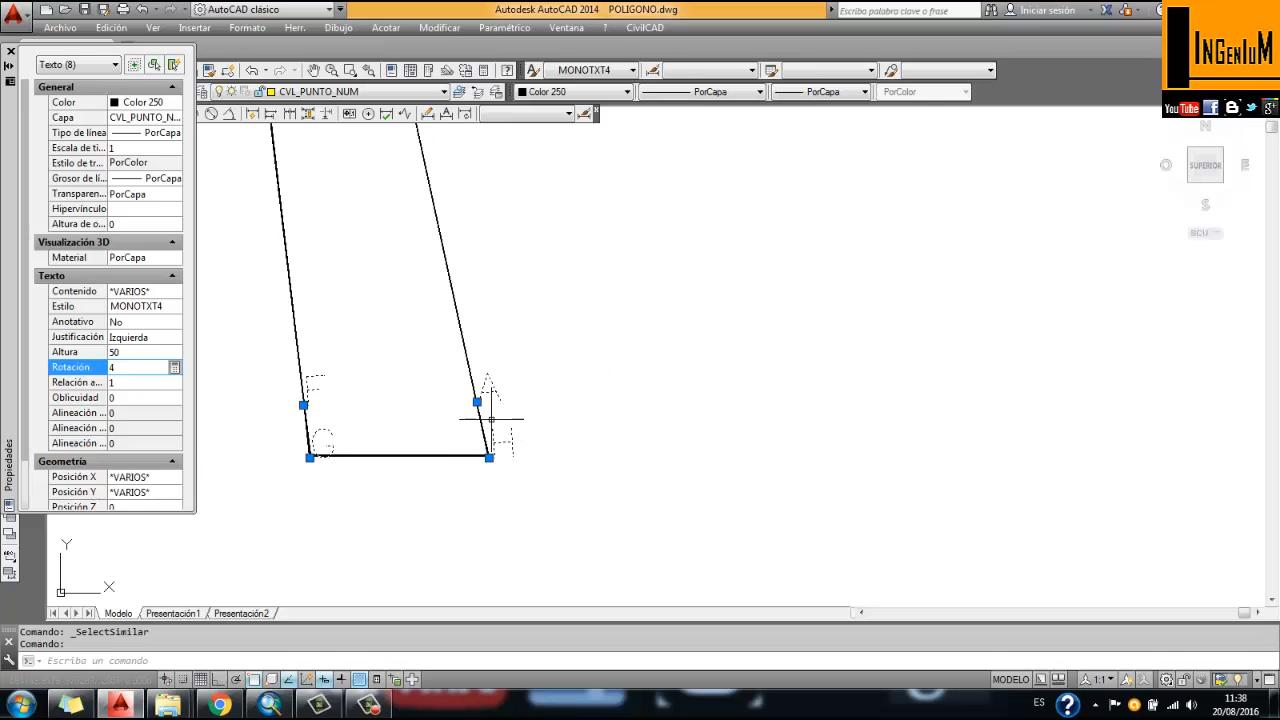 AutoCAD clásico
Autodesk AutoCAD 2014 POLIGONO.dwg
Escriba palabra clave o frase
Iniciar sesión
Archivo Edición Ver Insertar Formato Herr. Dibujo Acotar Modificar Paramétrico Ventana ? CivilCAD
INGENIUM
You Tube
Texto (8)
MONOTXT4
CVL_PUNTO_NUM
Color 250
PorCapa
PorCapa
PorColor
General
Color Color 250
Capa CVL_PUNTO_N...
Tipo de línea PorCapa
Escala de ti... 1
Estilo de tr... PorColor
Grosor de lí... PorCapa
Transparen... PorCapa
Hipervínculo
Altura de o... 0
Visualización 3D
Material PorCapa
Texto
Contenido *VARIOS*
Estilo MONOTXT4
Anotativo No
Justificación Izquierda
Altura 50
Rotación 4
Relación a... 1
Oblicuidad 0
Alineación ... 0
Alineación ... 0
Alineación ... 0
Geometría
Posición X *VARIOS*
Posición Y *VARIOS*
Posición Z 0
Propiedades
N
O SUPERIOR E
S
BCU
F A
G H
Y
X
Modelo Presentación1 Presentación2
Comando: _SelectSimilar
Comando:
Escriba un comando
MODELO
1:1
ES
11:38
20/08/2016